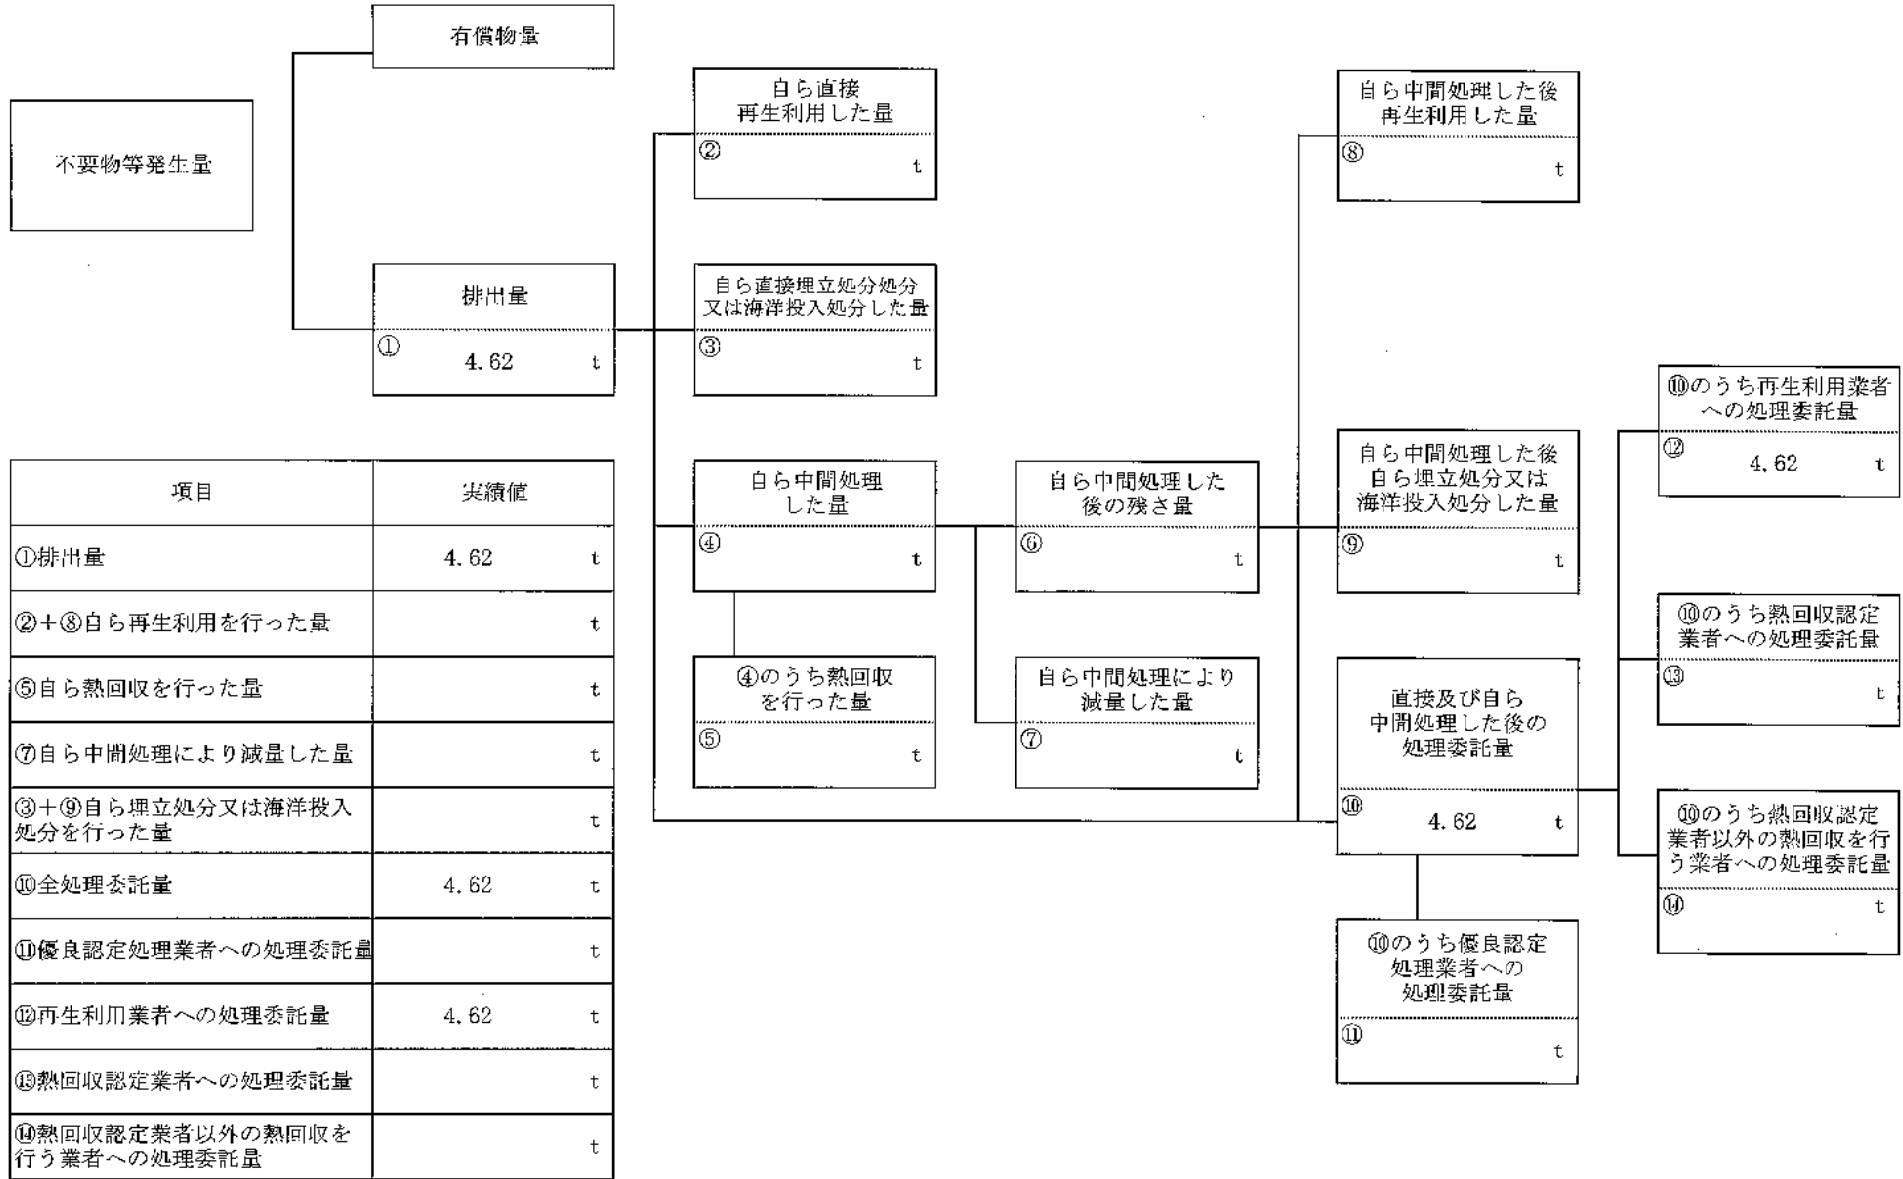 有償物量
不要物等発生量
排出量
① 4.62 t
自ら直接
再生利用した量
② t
自ら直接埋立処分処分
又は海洋投入処分した量
③ t
自ら中間処理
した量
④ t
④のうち熱回収
を行った量
⑤ t
自ら中間処理した
後の残さ量
⑥ t
自ら中間処理により
減量した量
⑦ t
自ら中間処理した後
再生利用した量
⑧ t
自ら中間処理した後
自ら埋立処分又は
海洋投入処分した量
⑨ t
直接及び自ら
中間処理した後の
処理委託量
⑩ 4.62 t
⑩のうち優良認定
処理業者への
処理委託量
⑪ t
⑩のうち再生利用業者
への処理委託量
⑫ 4.62 t
⑩のうち熱回収認定
業者への処理委託量
⑬ t
⑩のうち熱回収認定
業者以外の熱回収を行
う業者への処理委託量
⑭ t
項目 実績値
①排出量 4.62 t
②+⑧自ら再生利用を行った量 t
⑤自ら熱回収を行った量 t
⑦自ら中間処理により減量した量 t
③+⑨自ら埋立処分又は海洋投入
処分を行った量 t
⑩全処理委託量 4.62 t
⑪優良認定処理業者への処理委託量 t
⑫再生利用業者への処理委託量 4.62 t
⑬熱回収認定業者への処理委託量 t
⑭熱回収認定業者以外の熱回収を
行う業者への処理委託量 t